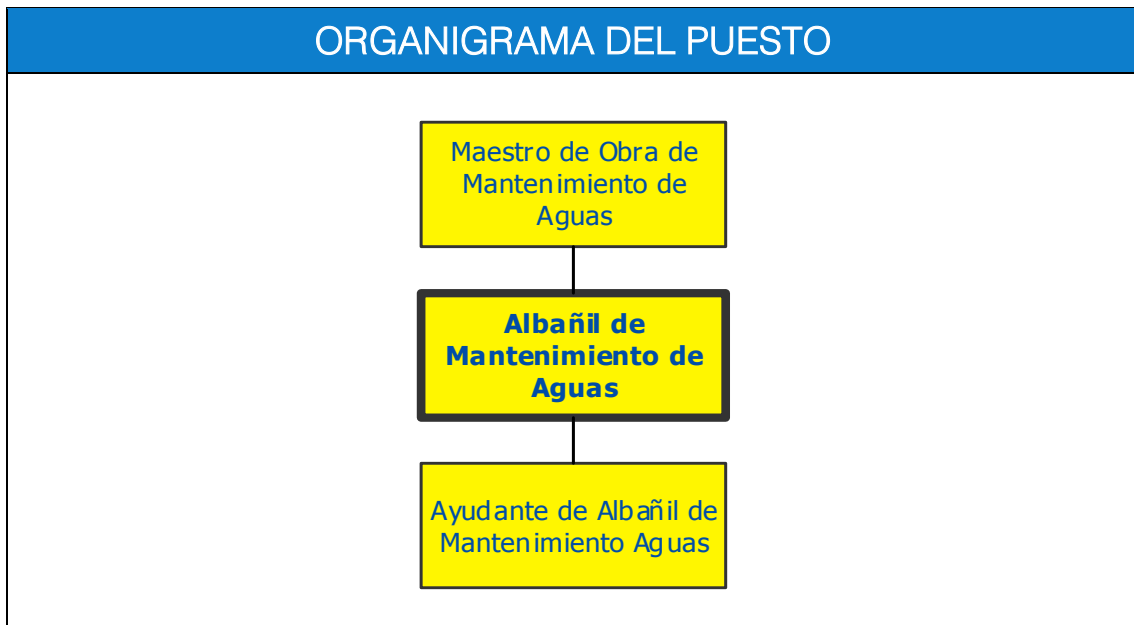 ORGANIGRAMA DEL PUESTO
Maestro de Obra de
Mantenimiento de
Aguas
Albañil de
Mantenimiento de
Aguas
Ayudante de Albañil de
Mantenimiento Aguas